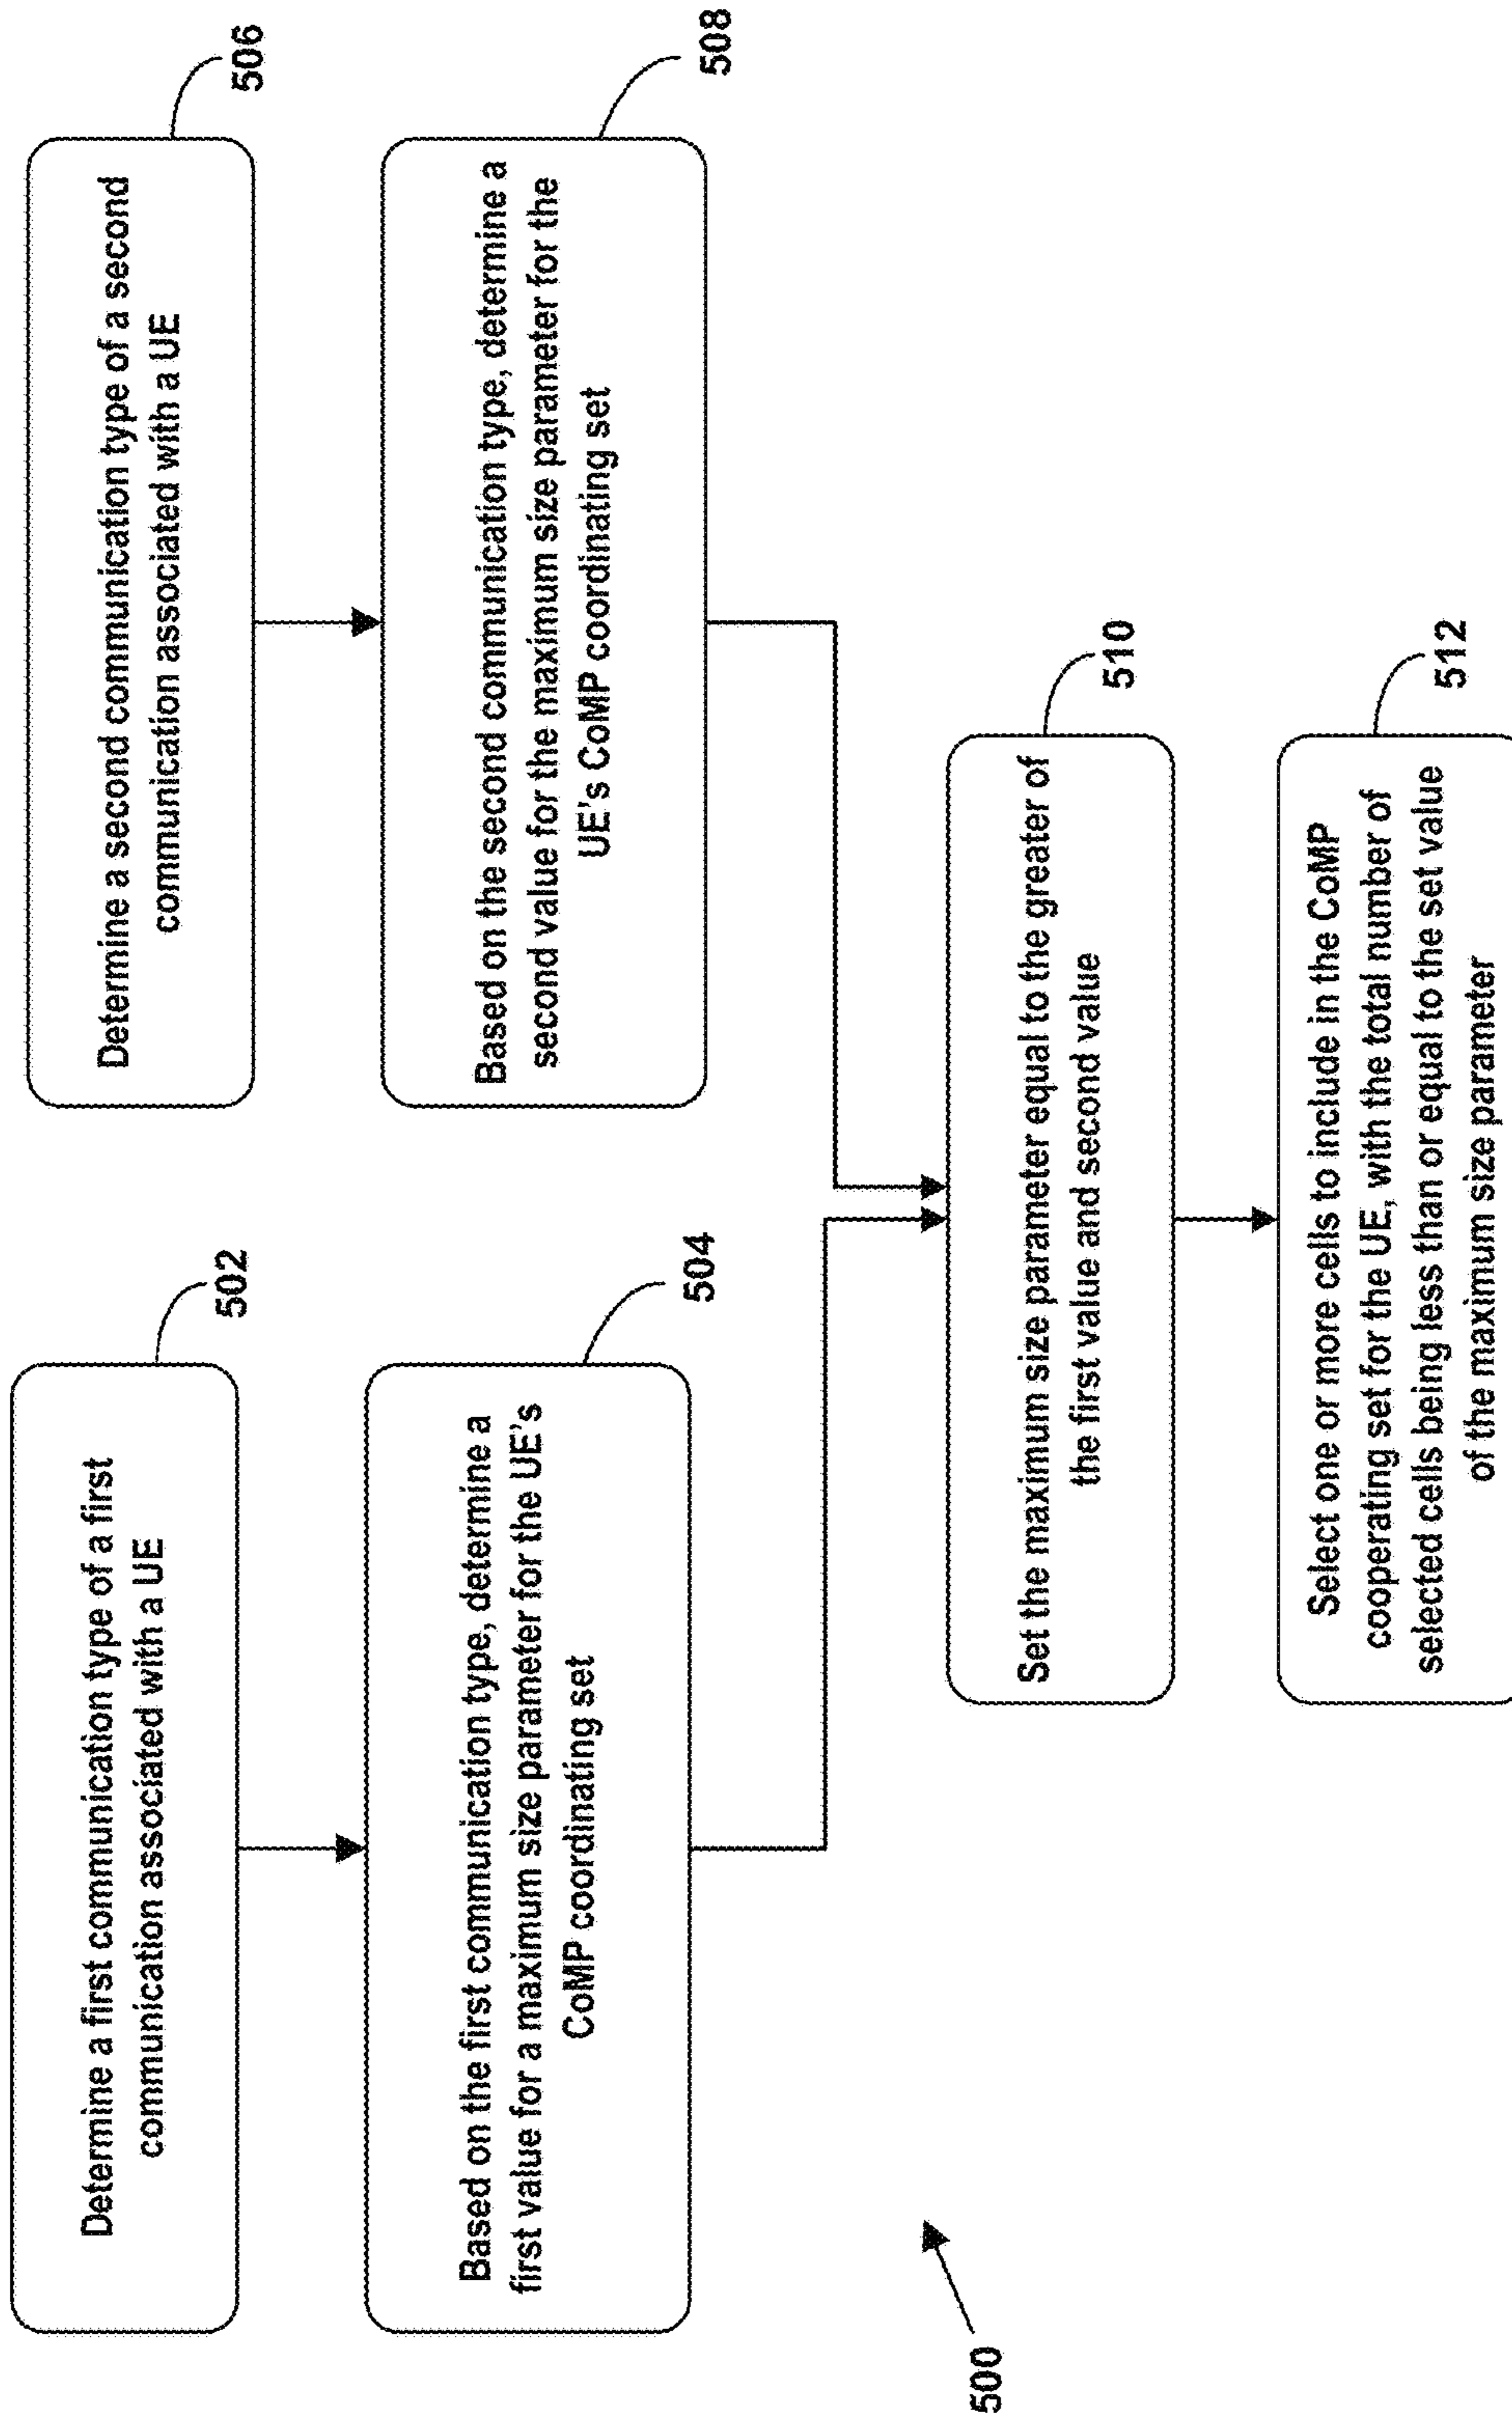 Determine a first communication type of a first
communication associated with a UE
502
Based on the first communication type, determine a
first value for a maximum size parameter for the UE's
CoMP coordinating set
504
Determine a second communication type of a second
communication associated with a UE
506
Based on the second communication type, determine a
second value for the maximum size parameter for the
UE's CoMP coordinating set
508
Set the maximum size parameter equal to the greater of
the first value and second value
510
Select one or more cells to include in the CoMP
cooperating set for the UE, with the total number of
selected cells being less than or equal to the set value
of the maximum size parameter
512
500